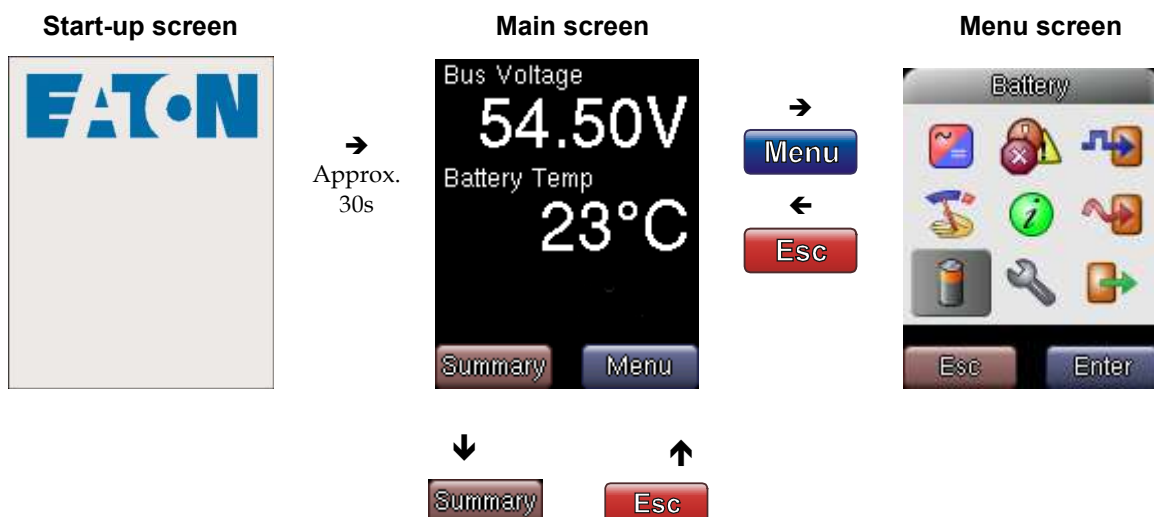 Start-up screen
Main screen
Menu screen
EATON
Bus Voltage
54.50V
Battery Temp
23°C
Summary Menu
→
Approx.
30s
→
Menu
←
Esc
Battery
Esc Enter
↓ ↑
Summary Esc